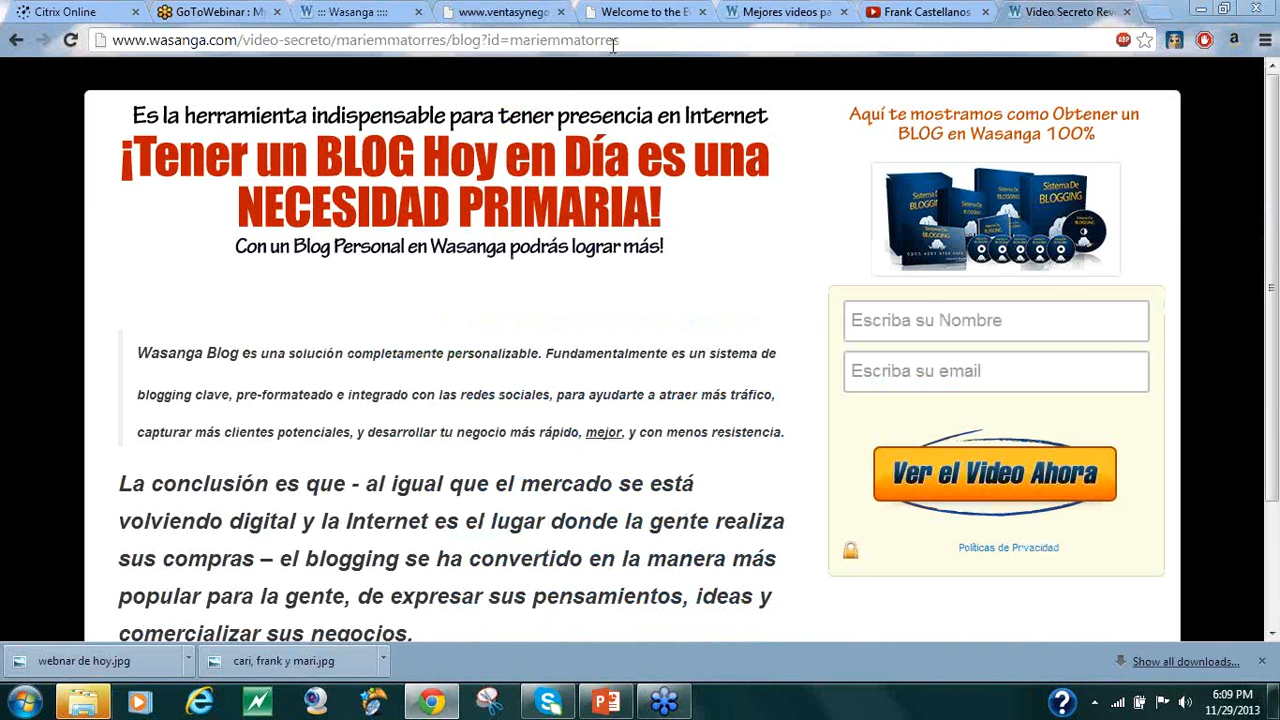 Citrix Online
GoToWebinar : My
::: Wasanga ::::
www.ventasynego
Welcome to the E
Mejores videos pa
Frank Castellanos
Video Secreto Rev
www.wasanga.com/video-secreto/mariemmatorres/blog?id=mariemmatorres
ABP
Es la herramienta indispensable para tener presencia en Internet
¡Tener un BLOG Hoy en Día es una
NECESIDAD PRIMARIA!
Con un Blog Personal en Wasanga podrás lograr más!
Aquí te mostramos como Obtener un
BLOG en Wasanga 100%
Sistema De
BLOGGING
Sistema De
BLOGGING
Escriba su Nombre
Escriba su email
Ver el Video Ahora
Políticas de Privacidad
Wasanga Blog es una solución completamente personalizable. Fundamentalmente es un sistema de
blogging clave, pre-formateado e integrado con las redes sociales, para ayudarte a atraer más tráfico,
capturar más clientes potenciales, y desarrollar tu negocio más rápido, mejor, y con menos resistencia.
La conclusión es que - al igual que el mercado se está
volviendo digital y la Internet es el lugar donde la gente realiza
sus compras – el blogging se ha convertido en la manera más
popular para la gente, de expresar sus pensamientos, ideas y
comercializar sus negocios.
webnar de hoy.jpg
cari, frank y mari.jpg
Show all downloads...
6:09 PM
11/29/2013